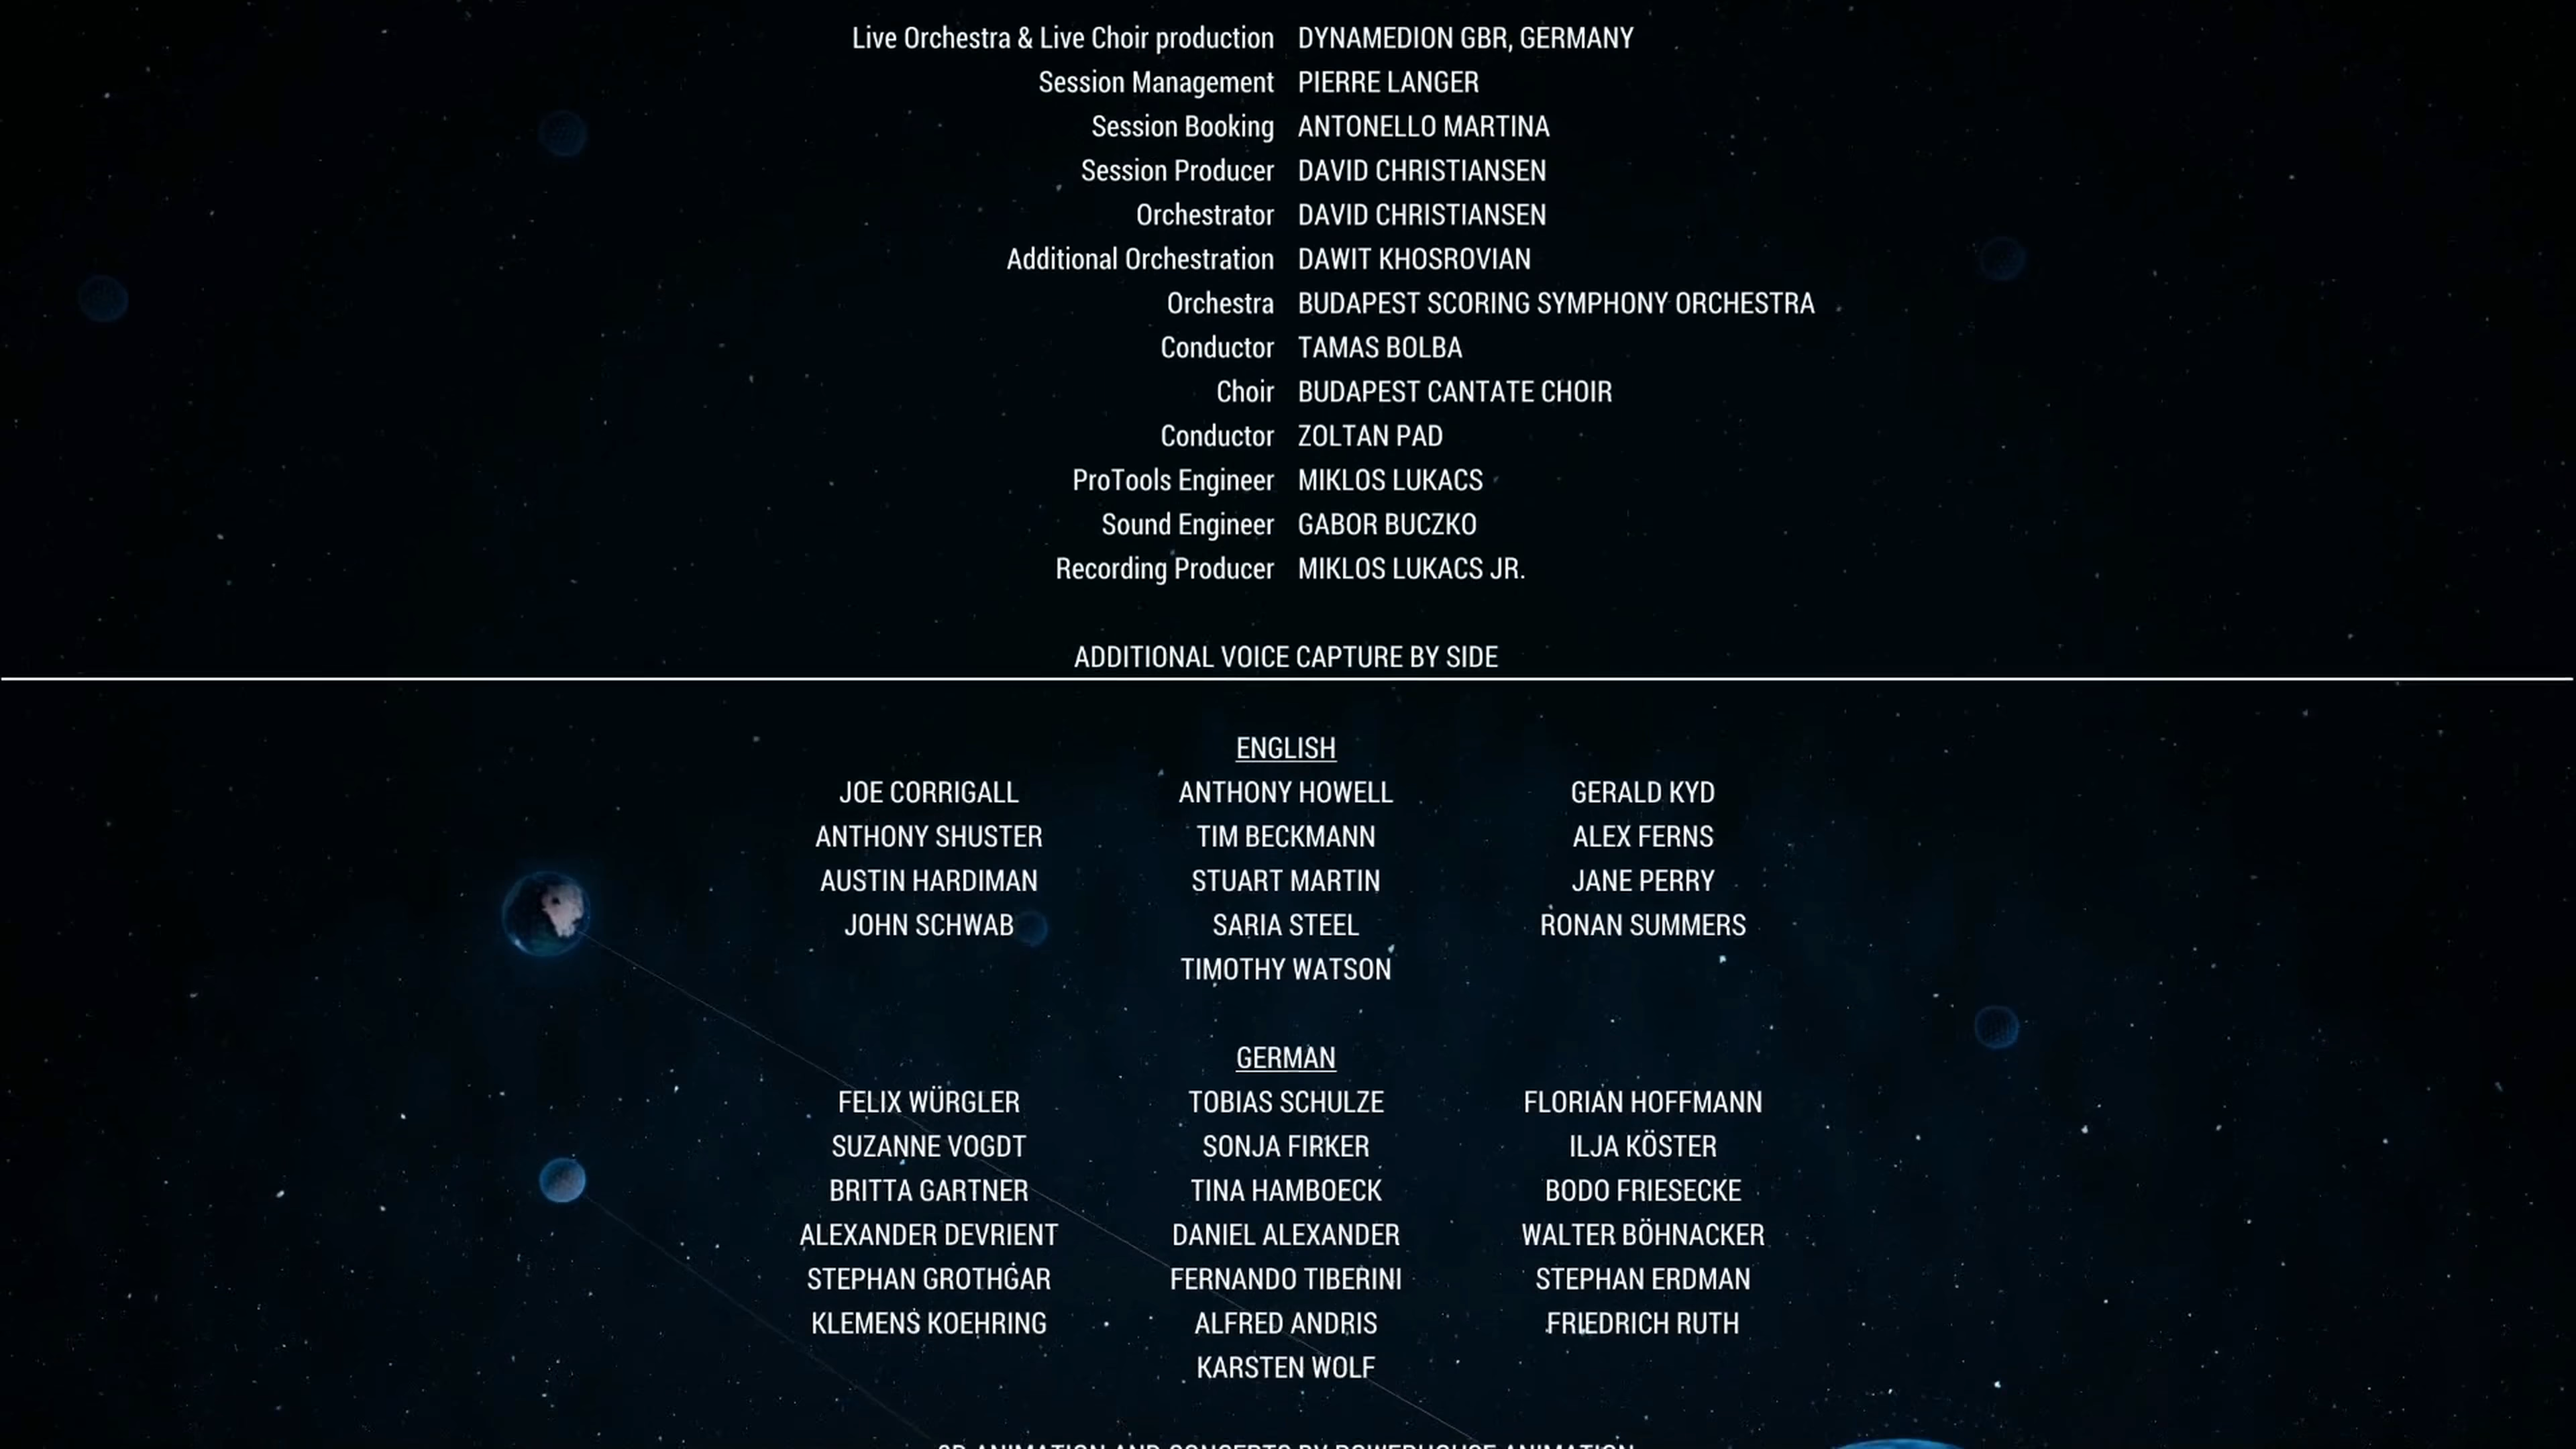 Live Orchestra & Live Choir production DYNAMEDION GBR, GERMANY
Session Management PIERRE LANGER
Session Booking ANTONELLO MARTINA
Session Producer DAVID CHRISTIANSEN
Orchestrator DAVID CHRISTIANSEN
Additional Orchestration DAWIT KHOSROVIAN
Orchestra BUDAPEST SCORING SYMPHONY ORCHESTRA
Conductor TAMAS BOLBA
Choir BUDAPEST CANTATE CHOIR
Conductor ZOLTAN PAD
ProTools Engineer MIKLOS LUKACS
Sound Engineer GABOR BUCZKO
Recording Producer MIKLOS LUKACS JR.
ADDITIONAL VOICE CAPTURE BY SIDE
ENGLISH
JOE CORRIGALL ANTHONY HOWELL GERALD KYD
ANTHONY SHUSTER TIM BECKMANN ALEX FERNS
AUSTIN HARDIMAN STUART MARTIN JANE PERRY
JOHN SCHWAB SARIA STEEL RONAN SUMMERS
TIMOTHY WATSON
GERMAN
FELIX WÜRGLER TOBIAS SCHULZE FLORIAN HOFFMANN
SUZANNE VOGDT SONJA FIRKER ILJA KÖSTER
BRITTA GARTNER TINA HAMBOECK BODO FRIESECKE
ALEXANDER DEVRIENT DANIEL ALEXANDER WALTER BÖHNACKER
STEPHAN GROTHGAR FERNANDO TIBERINI STEPHAN ERDMAN
KLEMENS KOEHRING ALFRED ANDRIS FRIEDRICH RUTH
KARSTEN WOLF
ANIMATION AND CONCEPTS BY POWERHOUSE ANIMATION